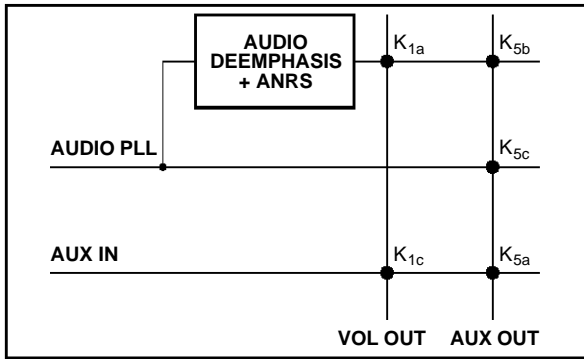 AUDIO
DEEMPHASIS
+ ANRS
K1a
K5b
AUDIO PLL
K5c
AUX IN
K1c
K5a
VOL OUT
AUX OUT